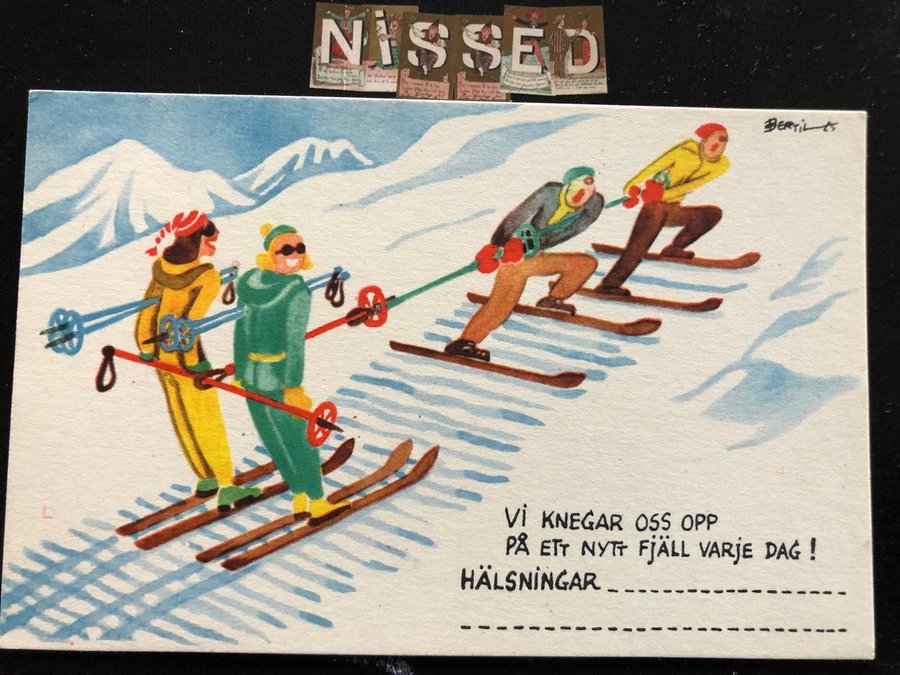 NiSSED
BERTIL
VI KNEGAR OSS OPP
PÅ ETT NYTT FJÄLL VARJE DAG!
HÄLSNINGAR